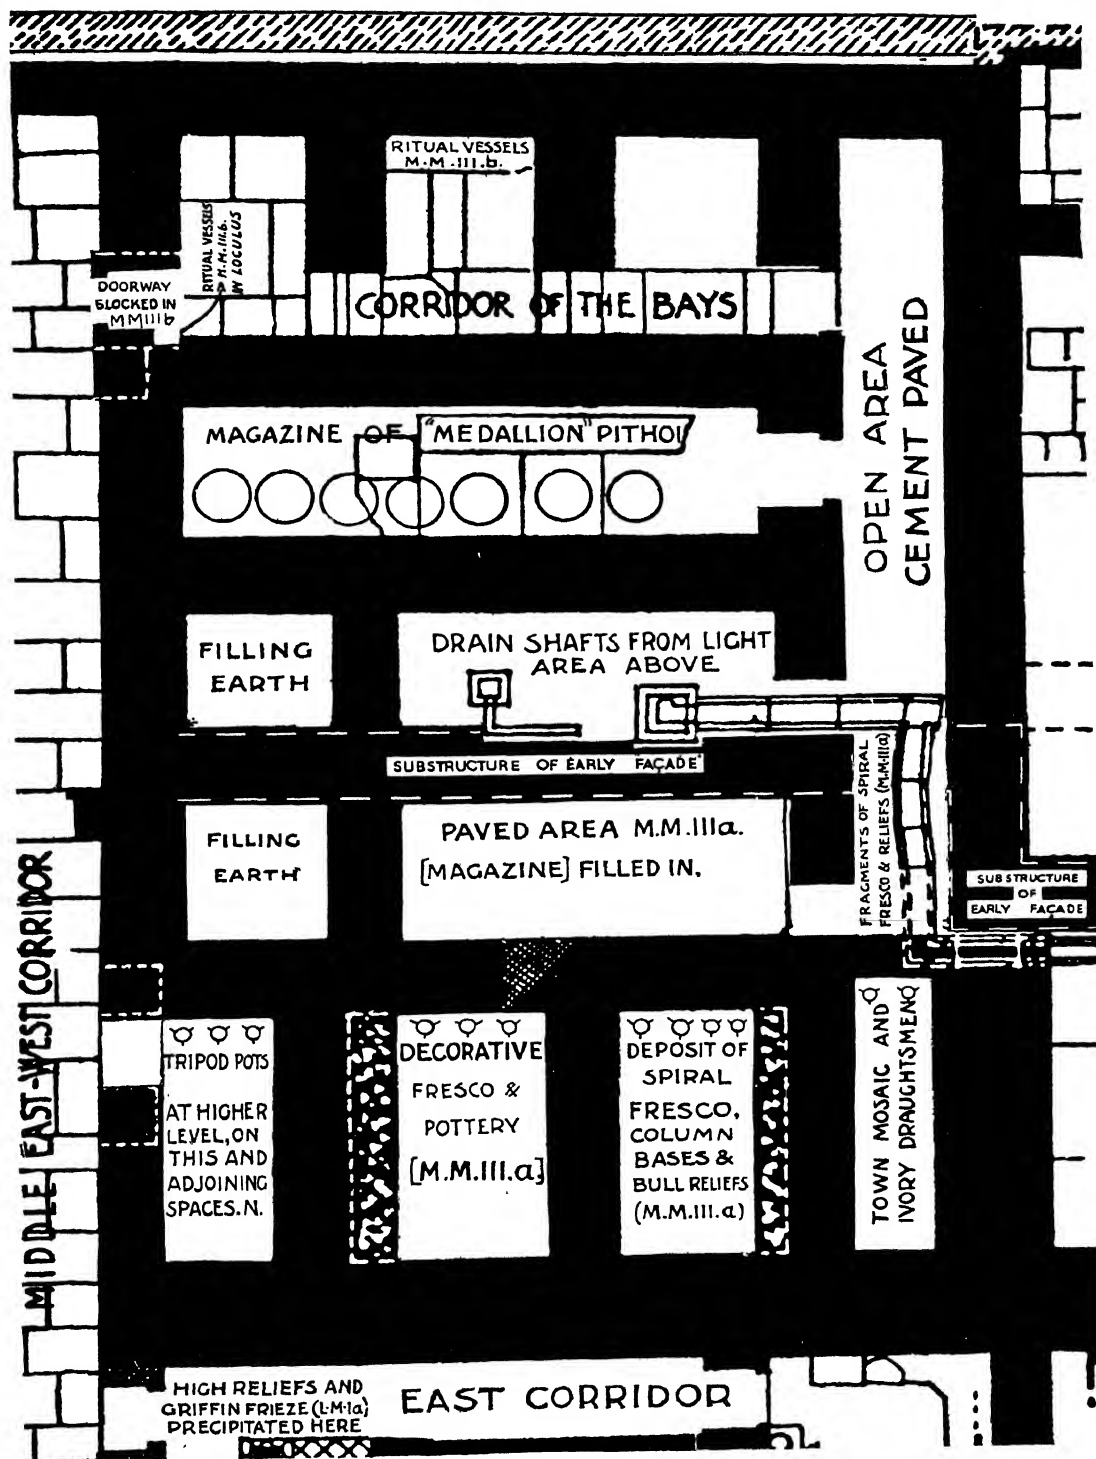 RITUAL VESSELS
M.M.III.b.
RITUAL VESSELS
M.M.III.b.
IN LOCULUS
DOORWAY
BLOCKED IN
MMIIIb
CORRIDOR OF THE BAYS
OPEN AREA
CEMENT PAVED
MAGAZINE OF "MEDALLION" PITHOI
FILLING
EARTH
DRAIN SHAFTS FROM LIGHT
AREA ABOVE
SUBSTRUCTURE OF EARLY FAÇADE
FRAGMENTS OF SPIRAL
FRESCO & RELIEFS (M.M.III(a)
FILLING
EARTH
PAVED AREA M.M.IIIa.
[MAGAZINE] FILLED IN.
SUBSTRUCTURE
OF
EARLY FAÇADE
MIDDLE EAST-WEST CORRIDOR
TRIPOD POTS
AT HIGHER
LEVEL, ON
THIS AND
ADJOINING
SPACES. N.
DECORATIVE
FRESCO &
POTTERY
[M.M.III.a]
DEPOSIT OF
SPIRAL
FRESCO,
COLUMN
BASES &
BULL RELIEFS
(M.M.III.a)
TOWN MOSAIC AND
IVORY DRAUGHTSMEN
HIGH RELIEFS AND
GRIFFIN FRIEZE (L.M.Ia)
PRECIPITATED HERE
EAST CORRIDOR